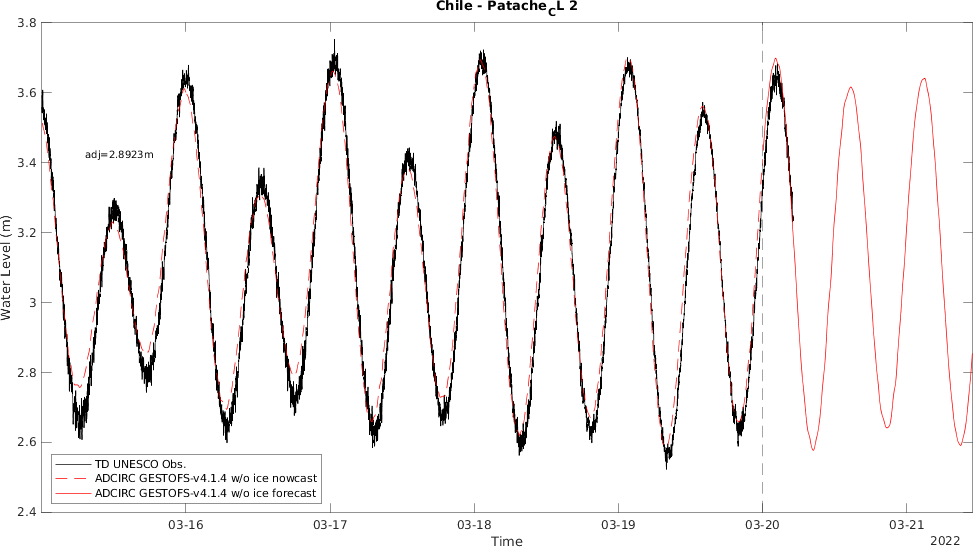 Chile - Patache_CL 2
3.8
3.6
3.4
3.2
3
2.8
2.6
2.4
Water Level (m)
adj=2.8923m
TD UNESCO Obs.
ADCIRC GESTOFS-v4.1.4 w/o ice nowcast
ADCIRC GESTOFS-v4.1.4 w/o ice forecast
03-16 03-17 03-18 03-19 03-20 03-21
Time
2022